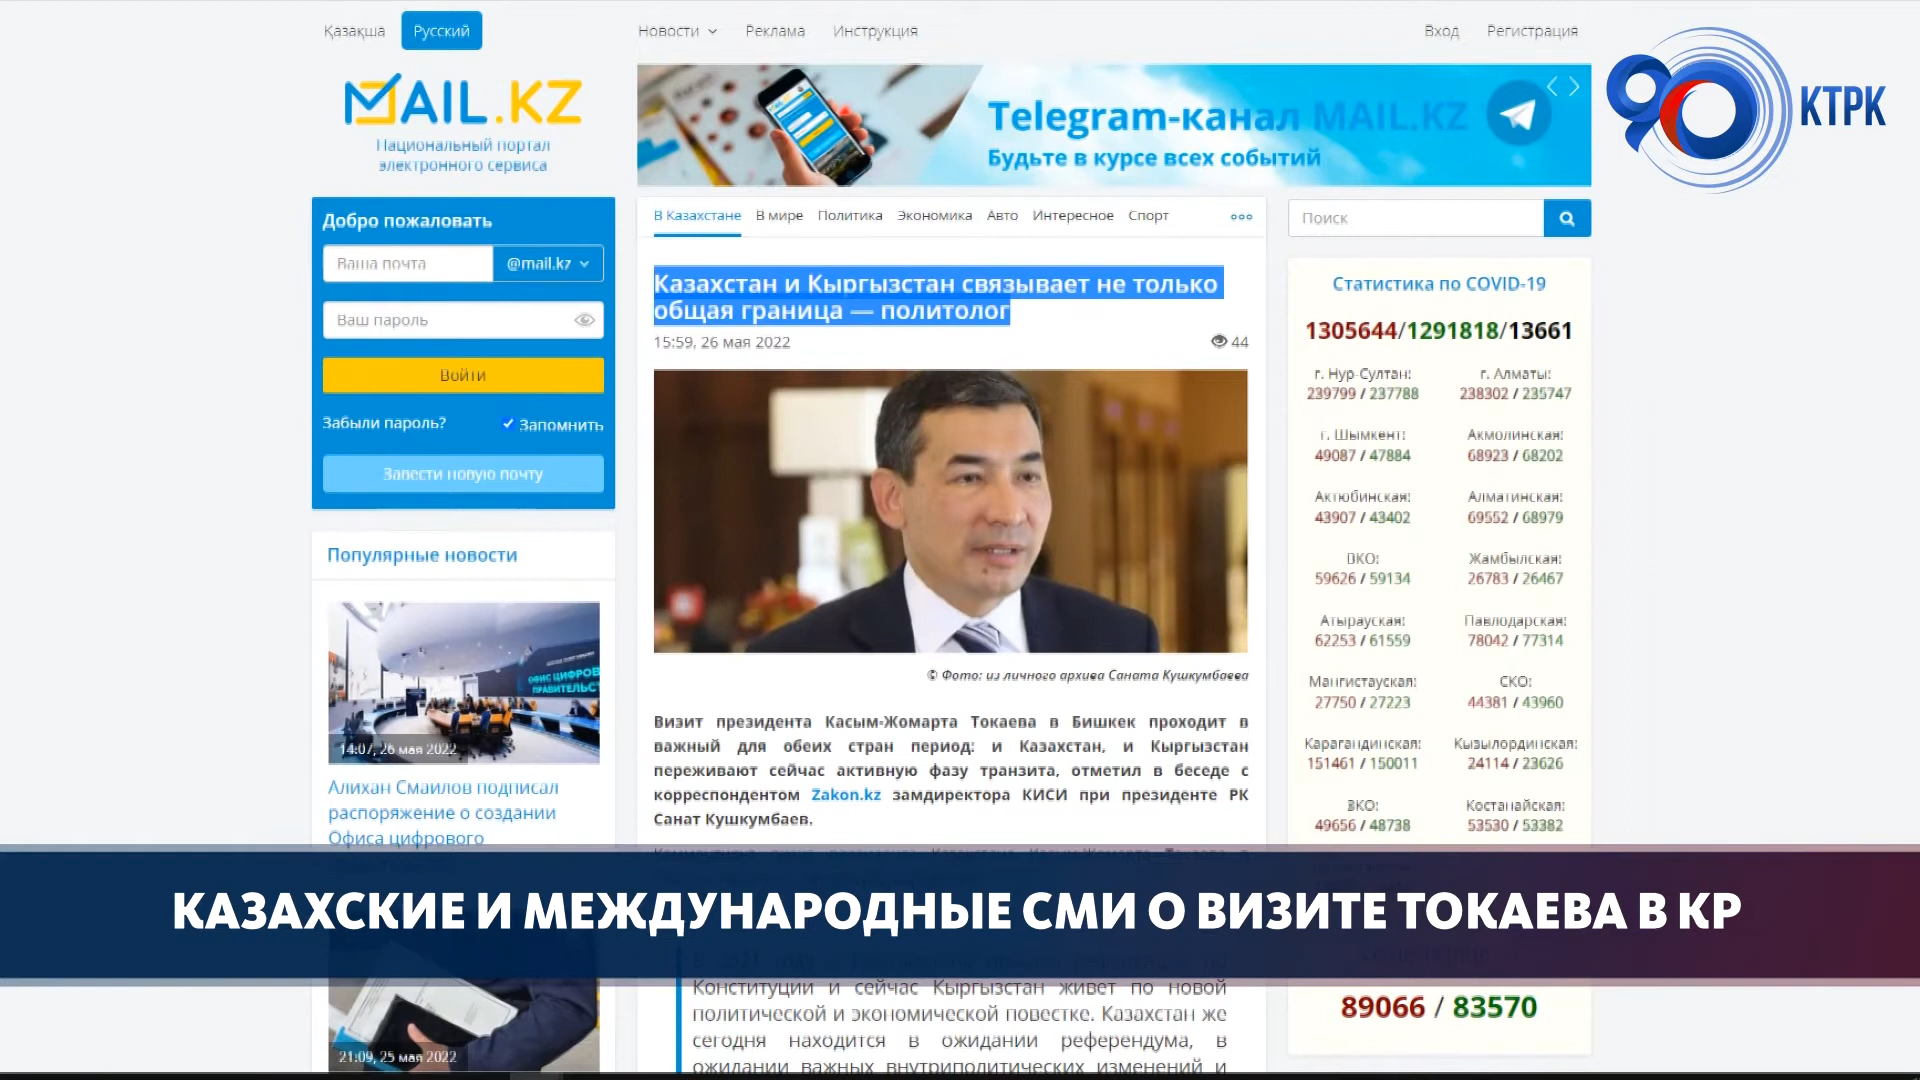 Қазақша
Русский
Новости
Реклама
Инструкция
Вход
Регистрация
MAIL.KZ
Национальный портал
электронного сервиса
Telegram-канал MAIL.KZ
Будьте в курсе всех событий
90 КТРК
Добро пожаловать
Ваша почта
@mail.kz
Ваш пароль
Войти
Забыли пароль?
Запомнить
Завести новую почту
Популярные новости
ОФИС ЦИФРОВ
ПРАВИТЕЛЬСТ
14:07, 26 мая 2022
Алихан Смаилов подписал
распоряжение о создании
Офиса цифрового
21:09, 25 мая 2022
В Казахстане В мире Политика Экономика Авто Интересное Спорт
Казахстан и Кыргызстан связывает не только
общая граница — политолог
15:59, 26 мая 2022
44
© Фото: из личного архива Саната Кушкумбаева
Визит президента Касым-Жомарта Токаева в Бишкек проходит в
важный для обеих стран период: и Казахстан, и Кыргызстан
переживают сейчас активную фазу транзита, отметил в беседе с
корреспондентом Zakon.kz замдиректора КИСИ при президенте РК
Санат Кушкумбаев.
Конституции и сейчас Кыргызстан живет по новой
политической и экономической повестке. Казахстан же
сегодня находится в ожидании референдума, в
ожидании важных внутриполитических изменений и
Поиск
Статистика по COVID-19
1305644/1291818/13661
г. Нур-Султан: г. Алматы:
239799 / 237788 238302 / 235747
г. Шымкент: Акмолинская:
49087 / 47884 68923 / 68202
Актюбинская: Алматинская:
43907 / 43402 69552 / 68979
ВКО: Жамбылская:
59626 / 59134 26783 / 26467
Атырауская: Павлодарская:
62253 / 61559 78042 / 77314
Мангистауская: СКО:
27750 / 27223 44381 / 43960
Карагандинская: Кызылординская:
151461 / 150011 24114 / 23626
ЗКО: Костанайская:
49656 / 48738 53530 / 53382
89066 / 83570
КАЗАХСКИЕ И МЕЖДУНАРОДНЫЕ СМИ О ВИЗИТЕ ТОКАЕВА В КР